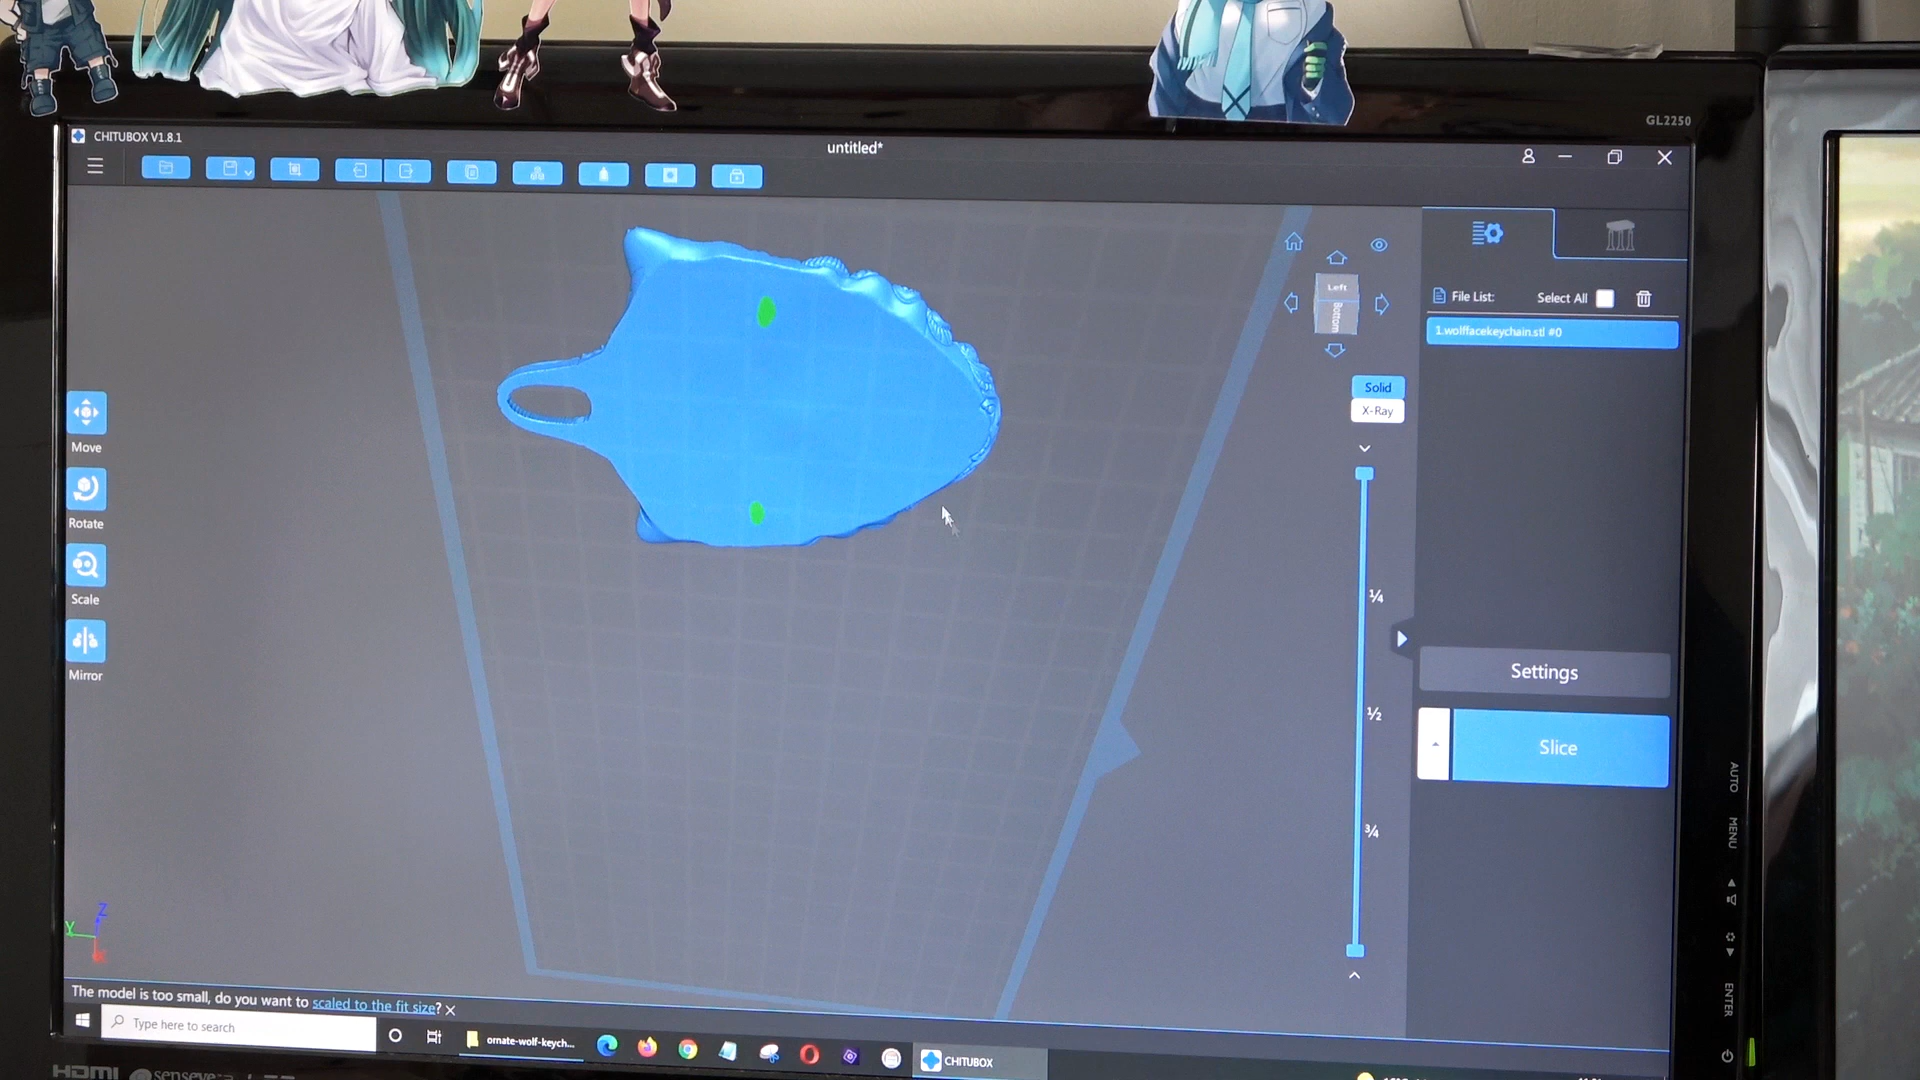 GL2250
CHITUBOX V1.8.1
untitled*
Left
Bottom
File List:
Select All
1.wolffacekeychain.stl #0
Solid
X-Ray
Move
Rotate
Scale
Mirror
1/4
1/2
3/4
Settings
Slice
Z
Y
AUTO
MENU
ENTER
The model is too small, do you want to scaled to the fit size?
Type here to search
ornate-wolf-keych...
CHITUBOX
HDMI
senseye